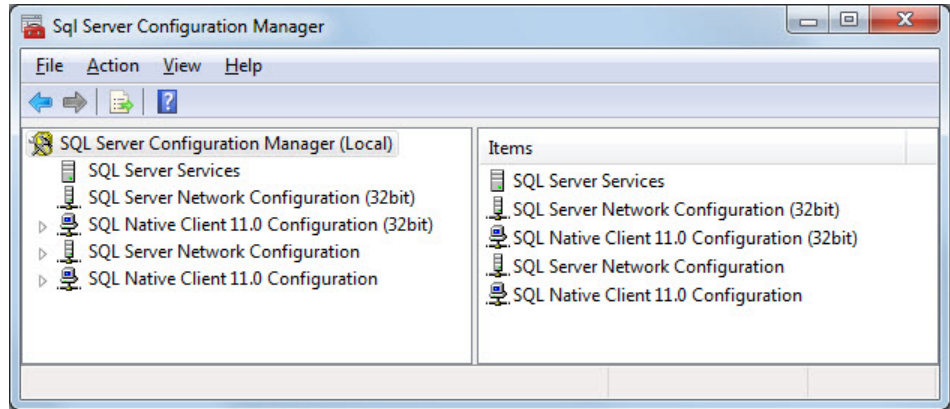 Sql Server Configuration Manager
File Action View Help
SQL Server Configuration Manager (Local)
SQL Server Services
SQL Server Network Configuration (32bit)
SQL Native Client 11.0 Configuration (32bit)
SQL Server Network Configuration
SQL Native Client 11.0 Configuration
Items
SQL Server Services
SQL Server Network Configuration (32bit)
SQL Native Client 11.0 Configuration (32bit)
SQL Server Network Configuration
SQL Native Client 11.0 Configuration